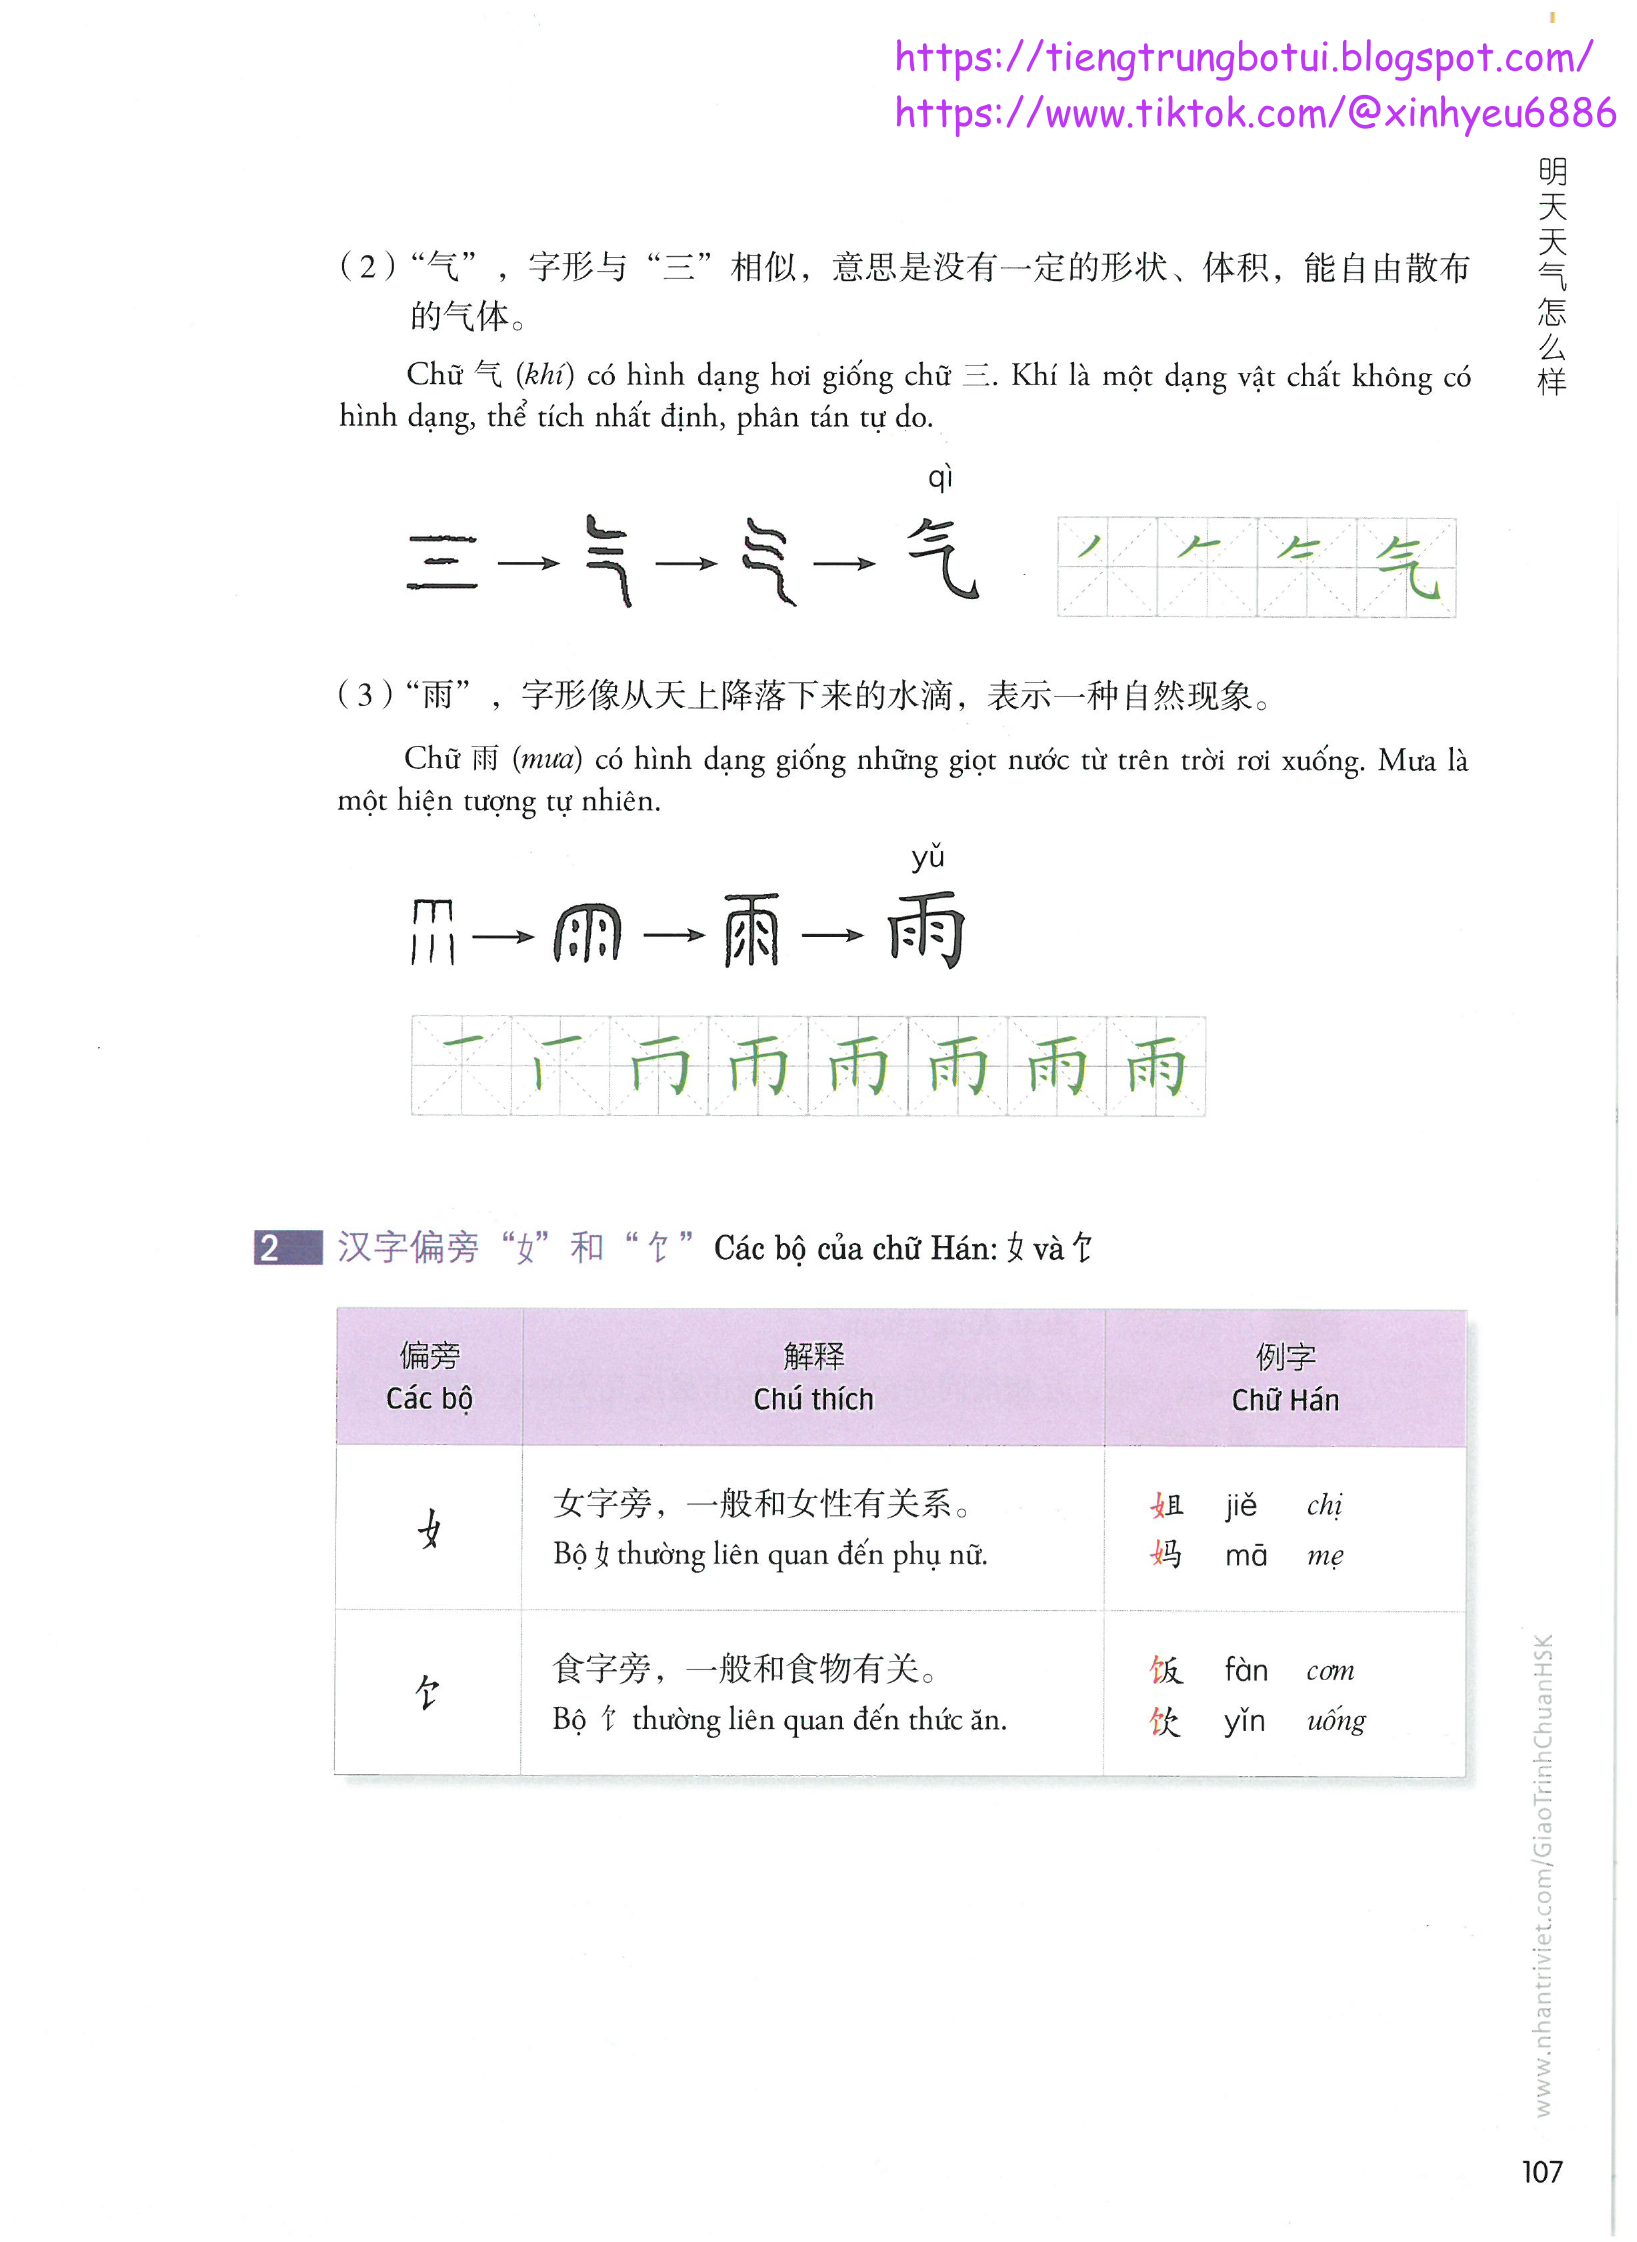 https://tiengtrungbotui.blogspot.com/
https://www.tiktok.com/@xinhyeu6886
明天天气怎么样
（2）“气”，字形与“三”相似，意思是没有一定的形状、体积，能自由散布
的气体。
Chữ 气 (khí) có hình dạng hơi giống chữ 三. Khí là một dạng vật chất không có
hình dạng, thể tích nhất định, phân tán tự do.
qì
三 → → → 气
（3）“雨”，字形像从天上降落下来的水滴，表示一种自然现象。
Chữ 雨 (mưa) có hình dạng giống những giọt nước từ trên trời rơi xuống. Mưa là
một hiện tượng tự nhiên.
yǔ
→ → → 雨
2 汉字偏旁“女”和“饣” Các bộ của chữ Hán: 女 và 饣
偏旁 解释 例字
Các bộ Chú thích Chữ Hán
女 女字旁，一般和女性有关系。 姐 jiě chị
Bộ 女 thường liên quan đến phụ nữ. 妈 mā mẹ
饣 食字旁，一般和食物有关。 饭 fàn cơm
Bộ 饣 thường liên quan đến thức ăn. 饮 yǐn uống
www.nhantriviet.com/GiaoTrinhChuanHSK
107